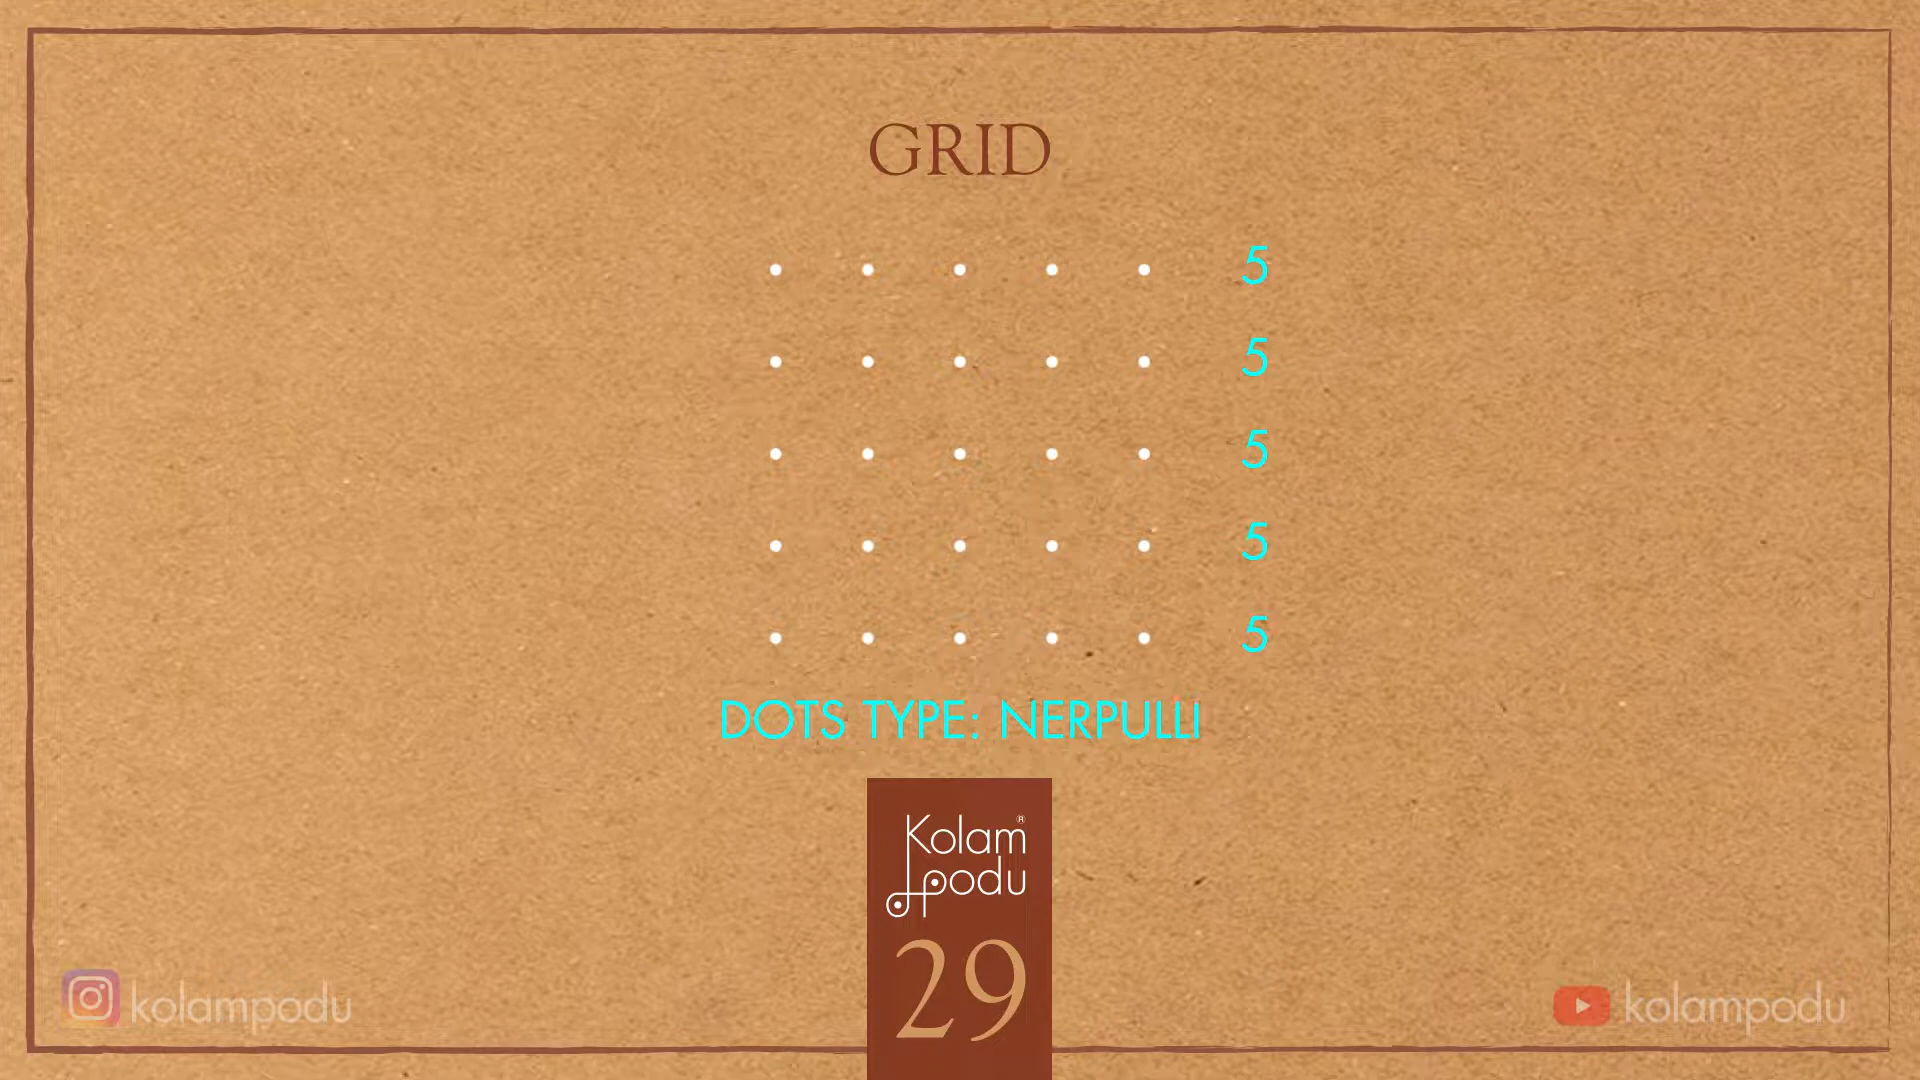 GRID
5
5
5
5
5
DOTS TYPE: NERPULLI
Kolam®
podu
29
kolampodu
kolampodu